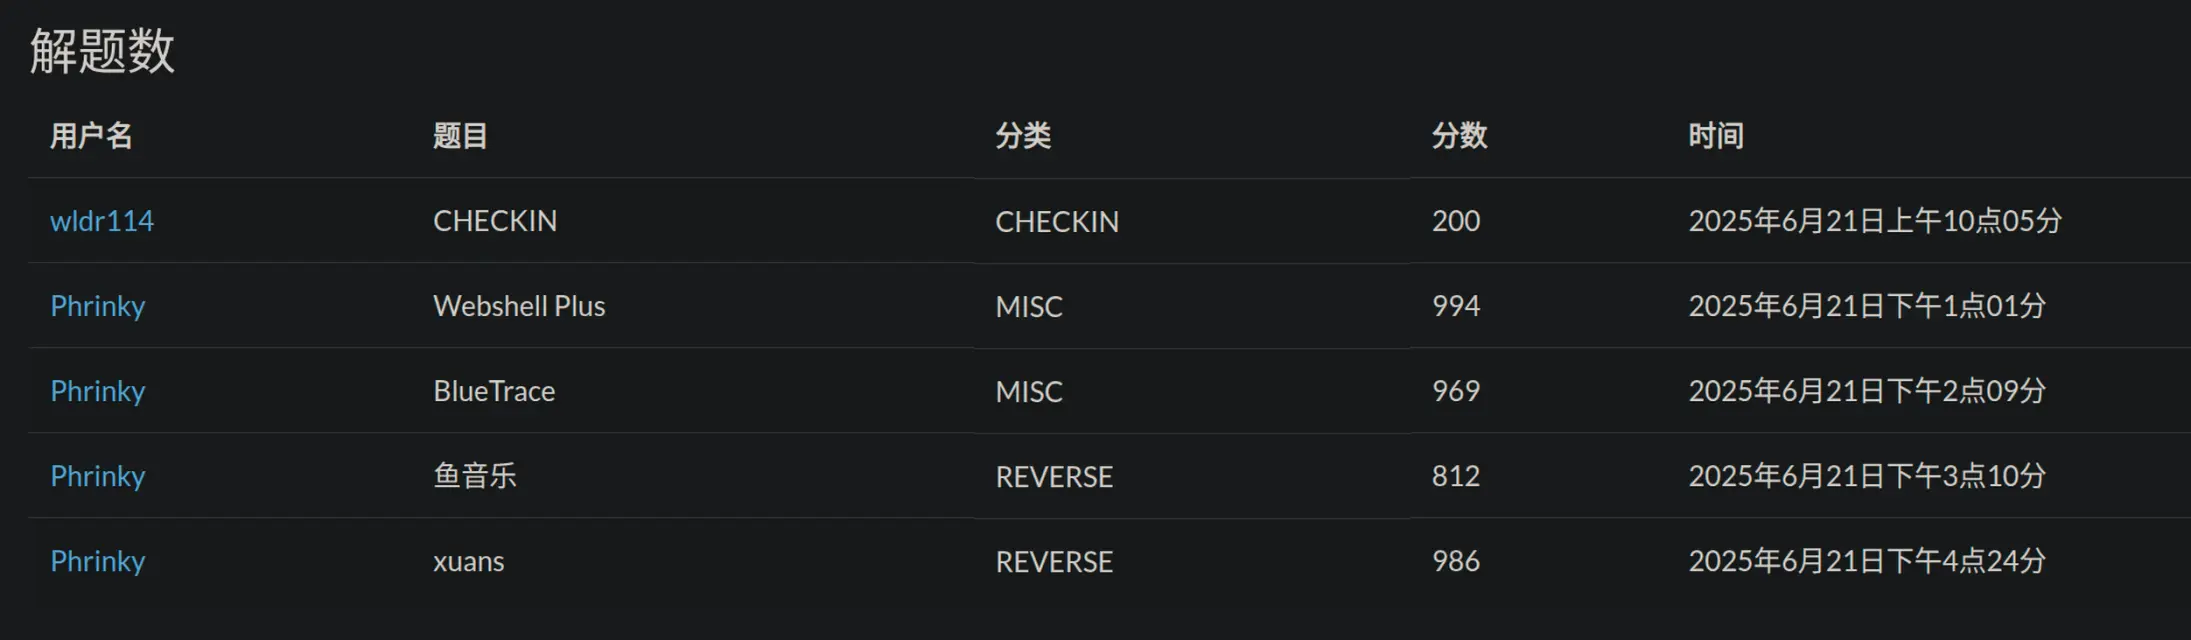 解题数
用户名 题目 分类 分数 时间
wldr114 CHECKIN CHECKIN 200 2025年6月21日上午10点05分
Phrinky Webshell Plus MISC 994 2025年6月21日下午1点01分
Phrinky BlueTrace MISC 969 2025年6月21日下午2点09分
Phrinky 鱼音乐 REVERSE 812 2025年6月21日下午3点10分
Phrinky xuans REVERSE 986 2025年6月21日下午4点24分